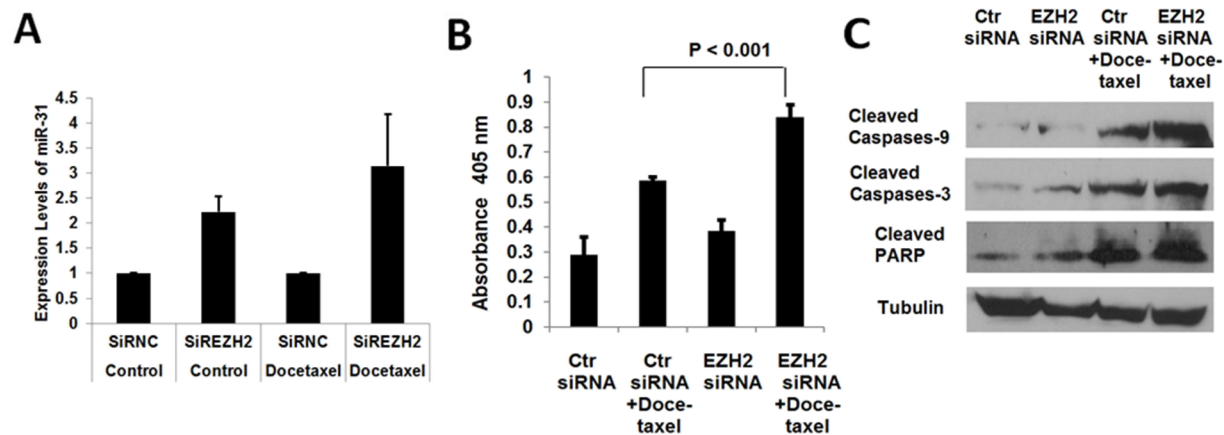 A
Expression Levels of miR-31
4.5
4
3.5
3
2.5
2
1.5
1
0.5
0
SiRNC
Control
SiREZH2
Control
SiRNC
Docetaxel
SiREZH2
Docetaxel
B
P < 0.001
Absorbance 405 nm
1
0.9
0.8
0.7
0.6
0.5
0.4
0.3
0.2
0.1
0
Ctr
siRNA
Ctr
siRNA
+Doce-
taxel
EZH2
siRNA
EZH2
siRNA
+Doce-
taxel
C
Ctr
siRNA
EZH2
siRNA
Ctr
siRNA
+Doce-
taxel
EZH2
siRNA
+Doce-
taxel
Cleaved
Caspases-9
Cleaved
Caspases-3
Cleaved
PARP
Tubulin